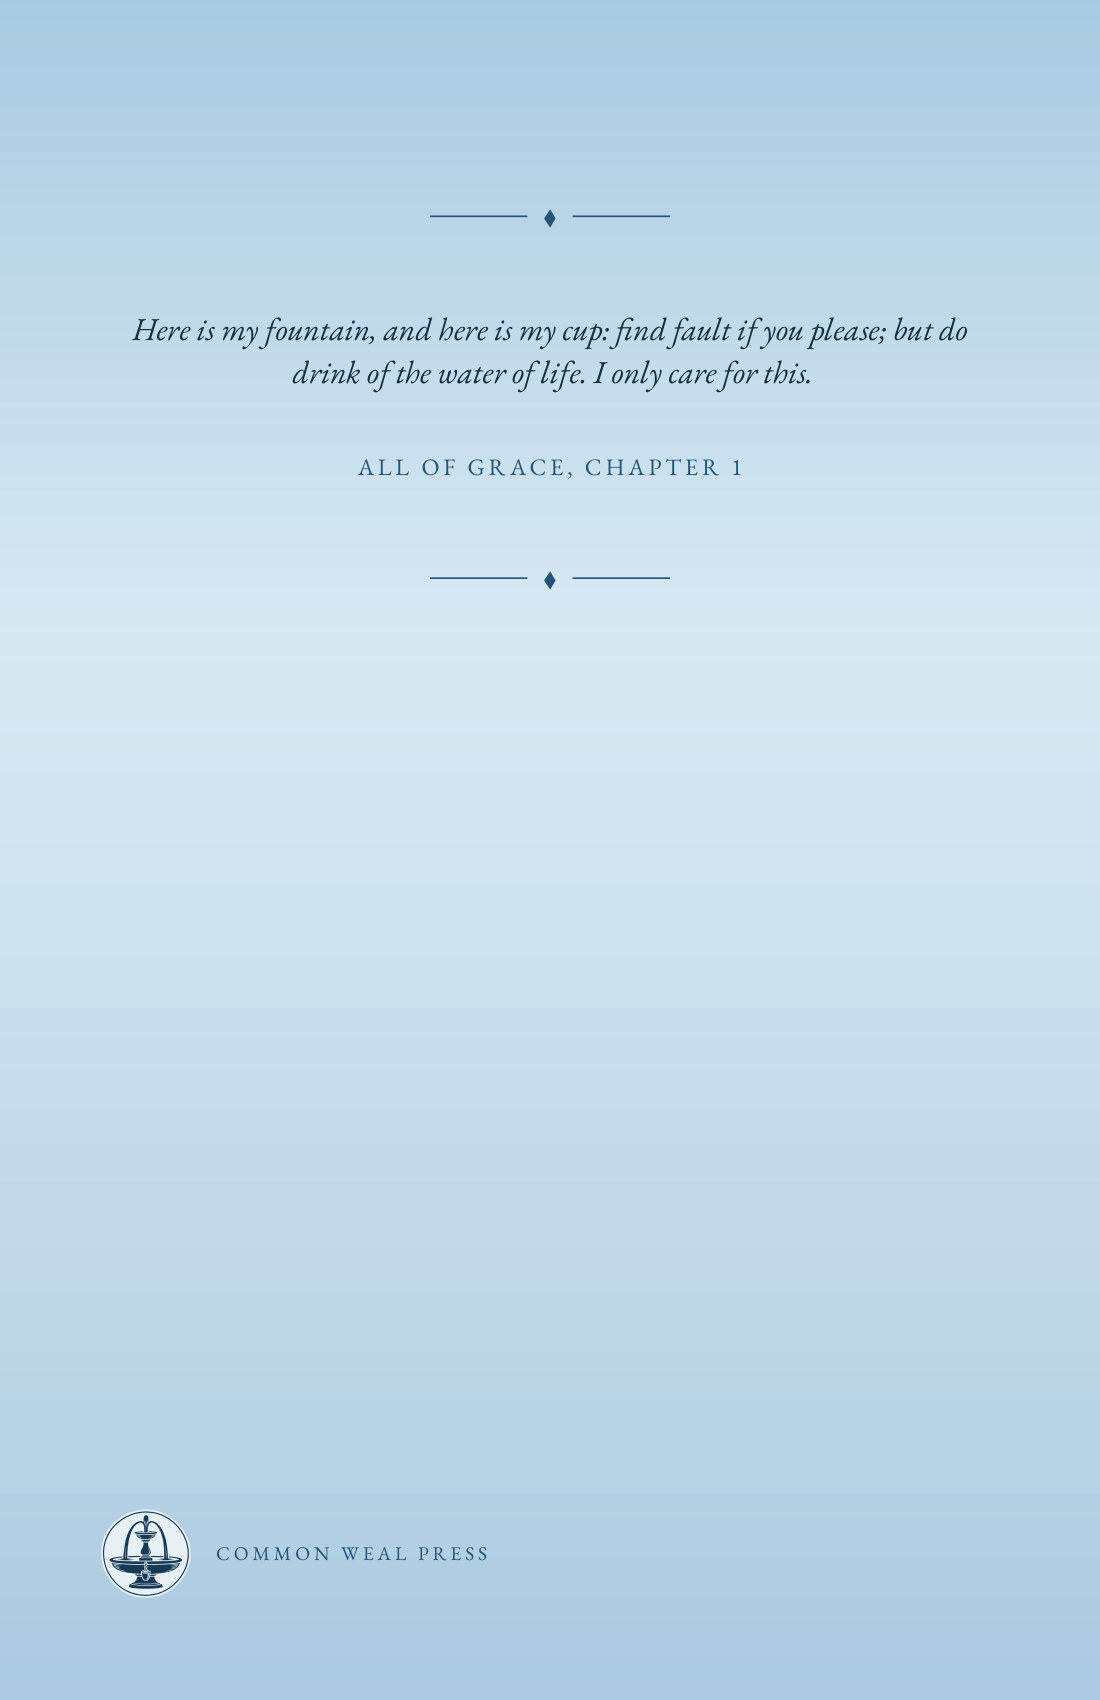 Here is my fountain, and here is my cup: find fault if you please; but do
drink of the water of life. I only care for this.
ALL OF GRACE, CHAPTER 1
COMMON WEAL PRESS